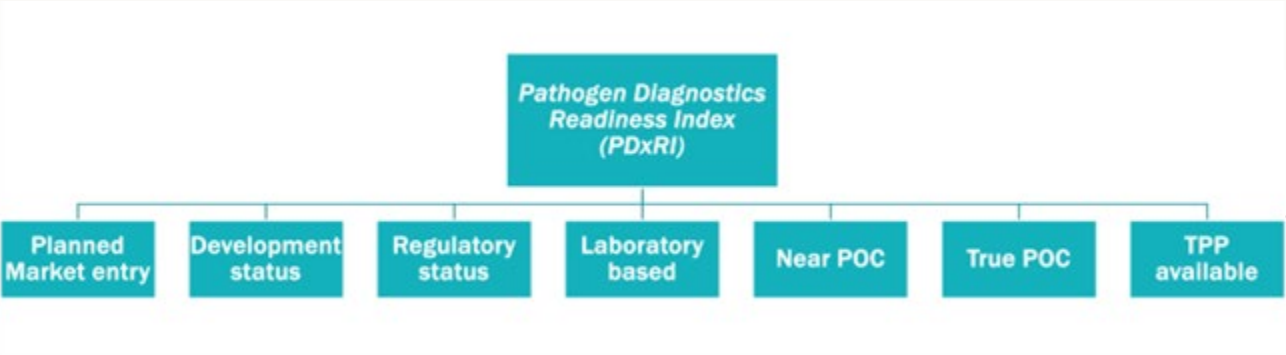 Pathogen Diagnostics
Readiness Index
(PDxRI)
Planned
Market entry
Development
status
Regulatory
status
Laboratory
based
Near POC
True POC
TPP
available